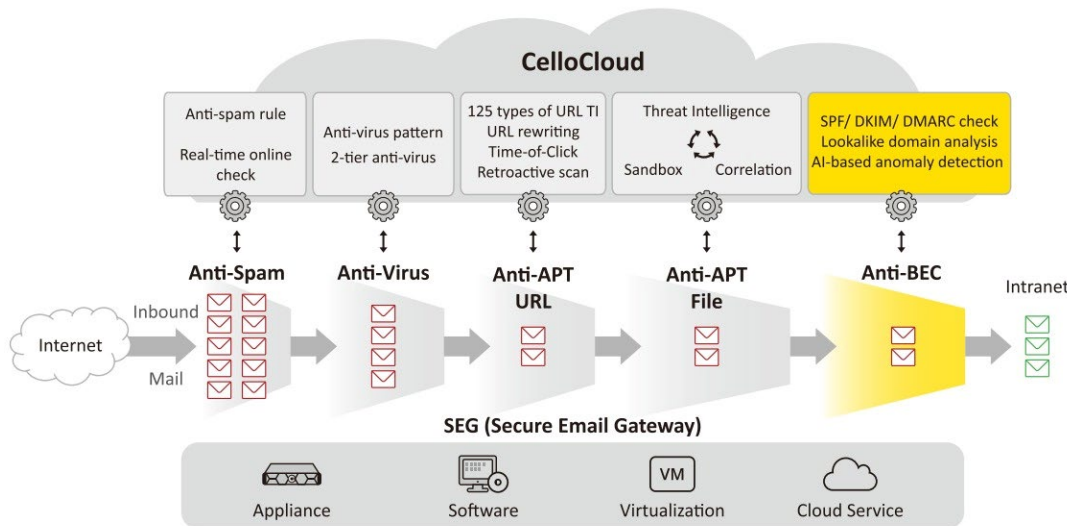 CelloCloud
Anti-spam rule
Real-time online
check
Anti-virus pattern
2-tier anti-virus
125 types of URL TI
URL rewriting
Time-of-Click
Retroactive scan
Threat Intelligence
Sandbox
Correlation
SPF/ DKIM/ DMARC check
Lookalike domain analysis
AI-based anomaly detection
Anti-Spam
Anti-Virus
Anti-APT
URL
Anti-APT
File
Anti-BEC
Internet
Inbound
Mail
Intranet
SEG (Secure Email Gateway)
Appliance
Software
VM
Virtualization
Cloud Service